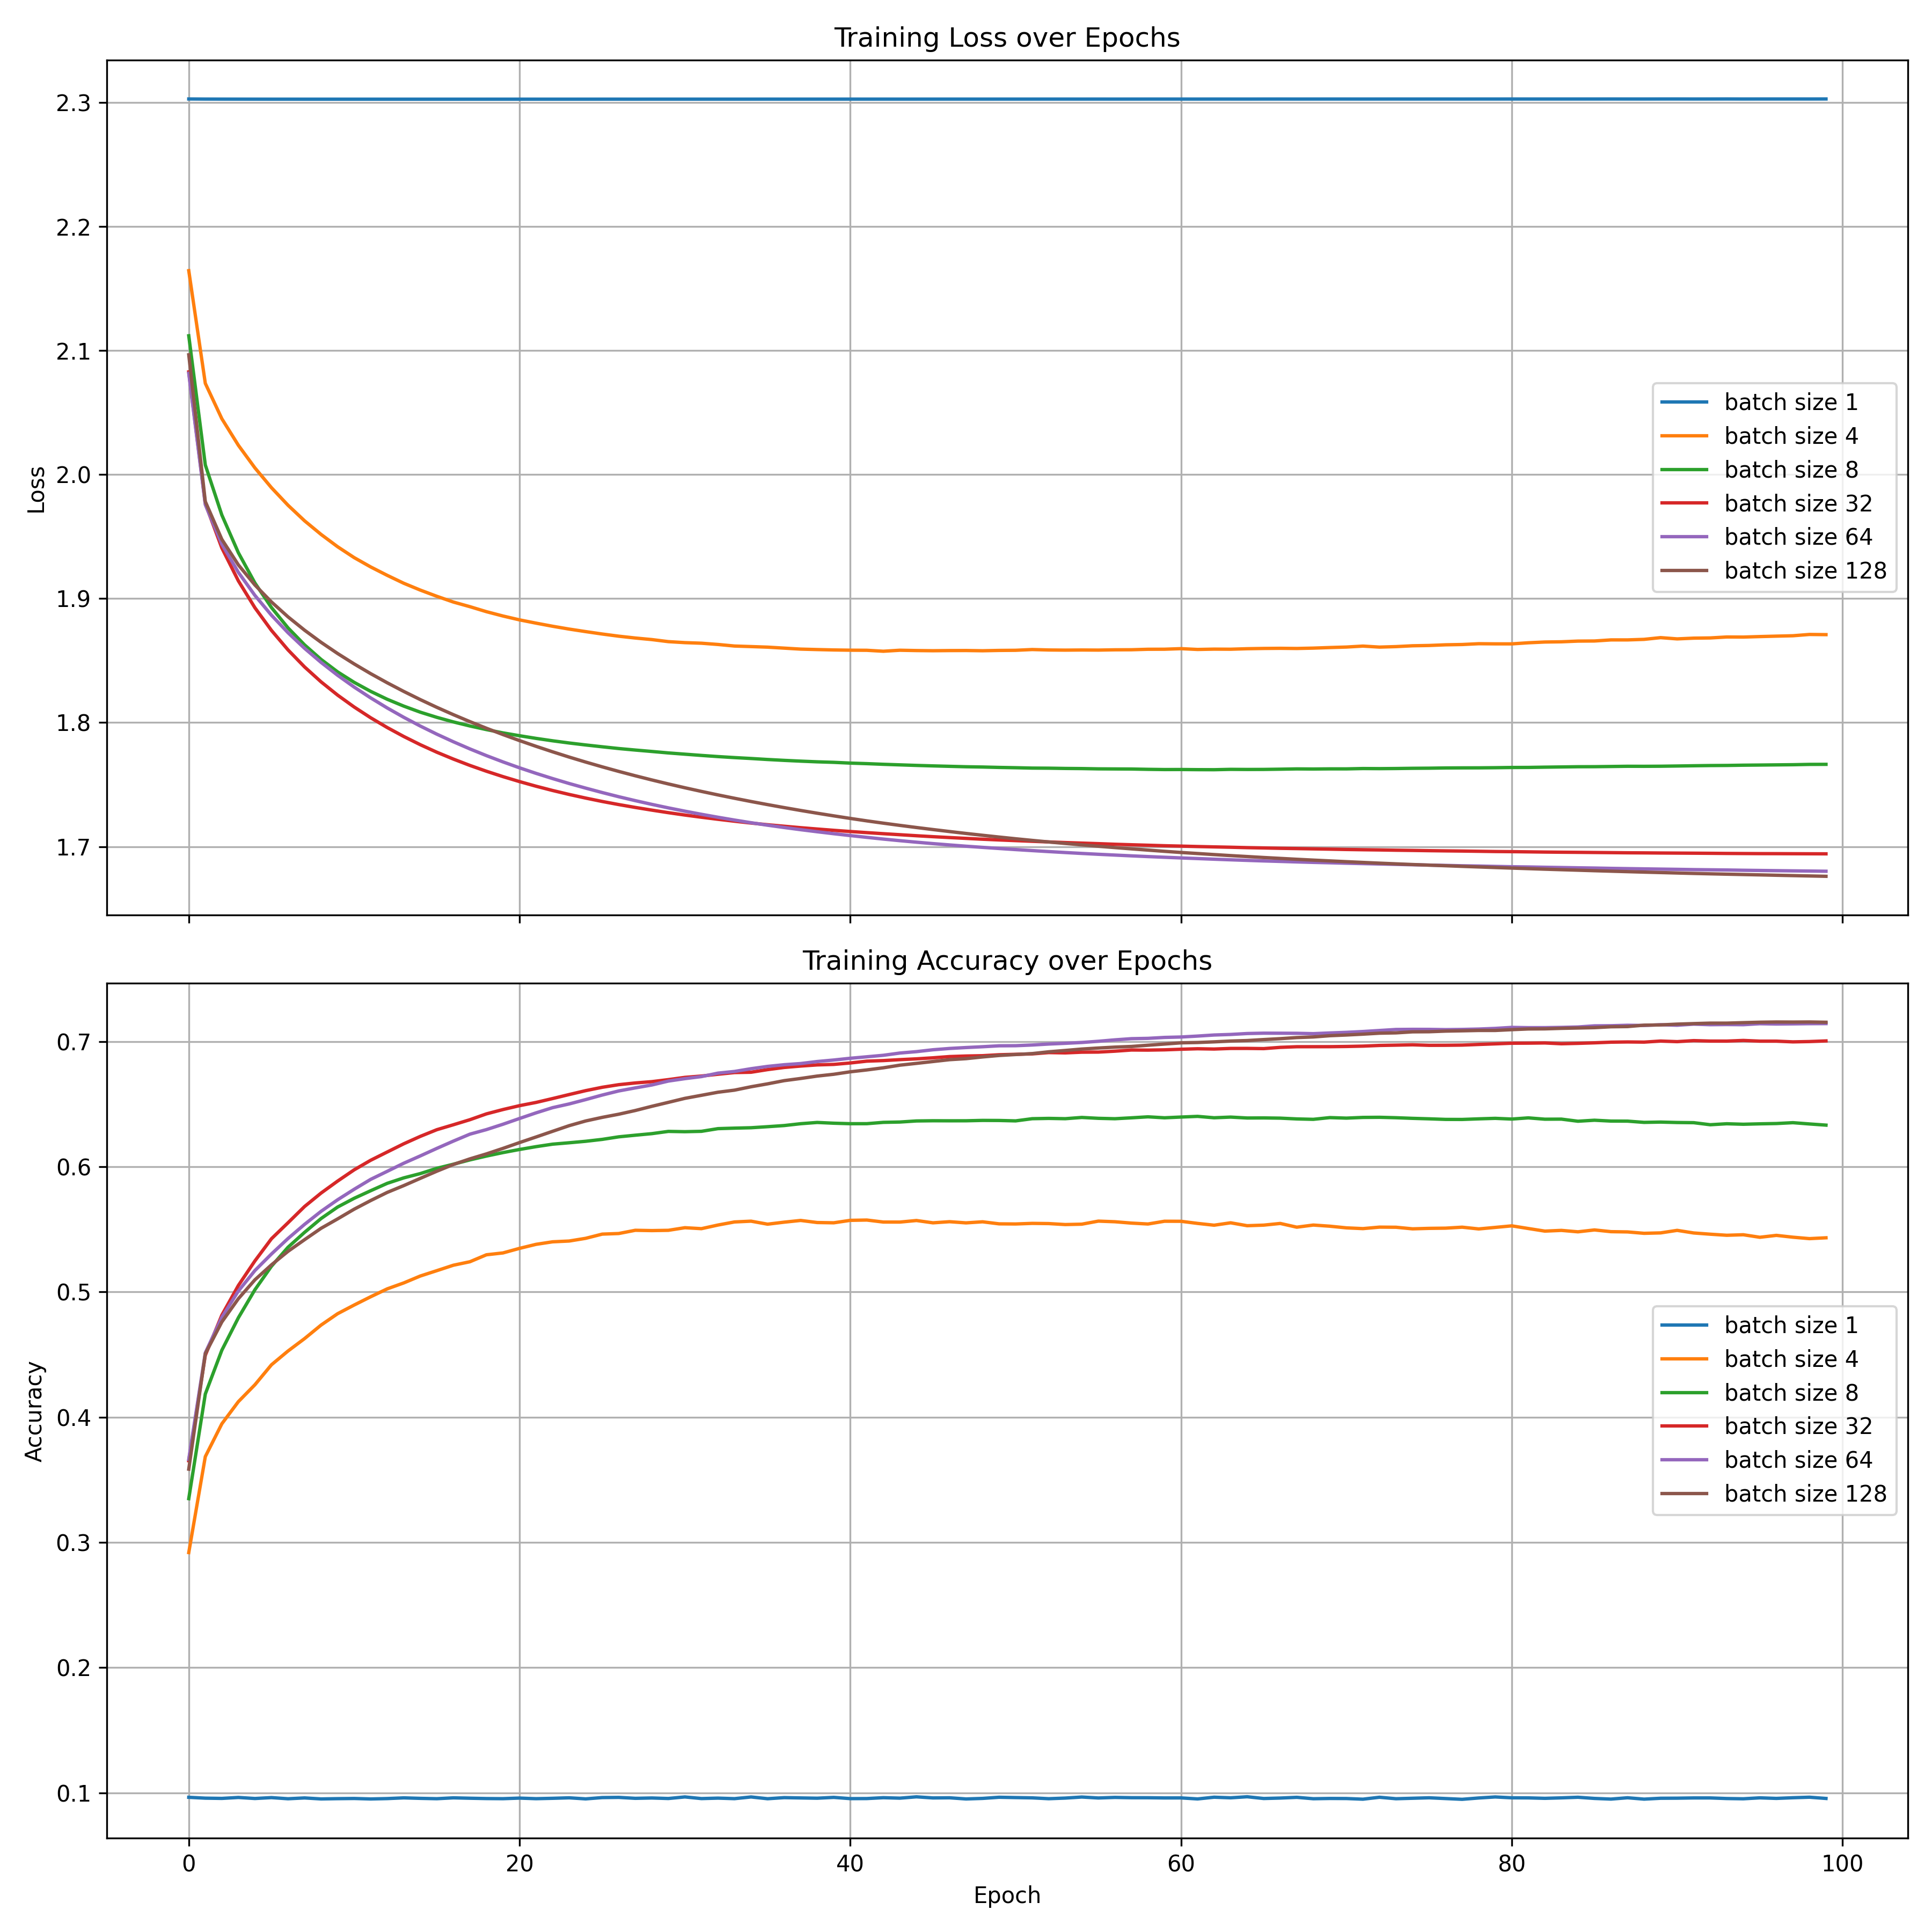 Training Loss over Epochs
2.3
2.2
2.1
2.0
1.9
1.8
1.7
Loss
batch size 1
batch size 4
batch size 8
batch size 32
batch size 64
batch size 128
Training Accuracy over Epochs
0.7
0.6
0.5
0.4
0.3
0.2
0.1
Accuracy
batch size 1
batch size 4
batch size 8
batch size 32
batch size 64
batch size 128
0 20 40 60 80 100
Epoch